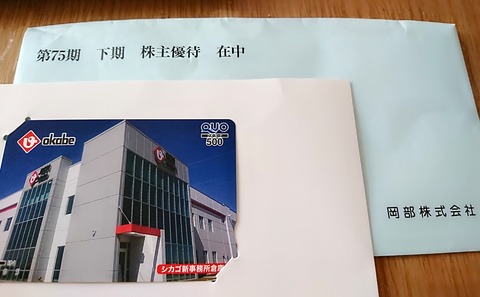 第75期 下期 株主優待 在中
okabe
QUO
500
シカゴ新事務所倉庫
岡部株式会社